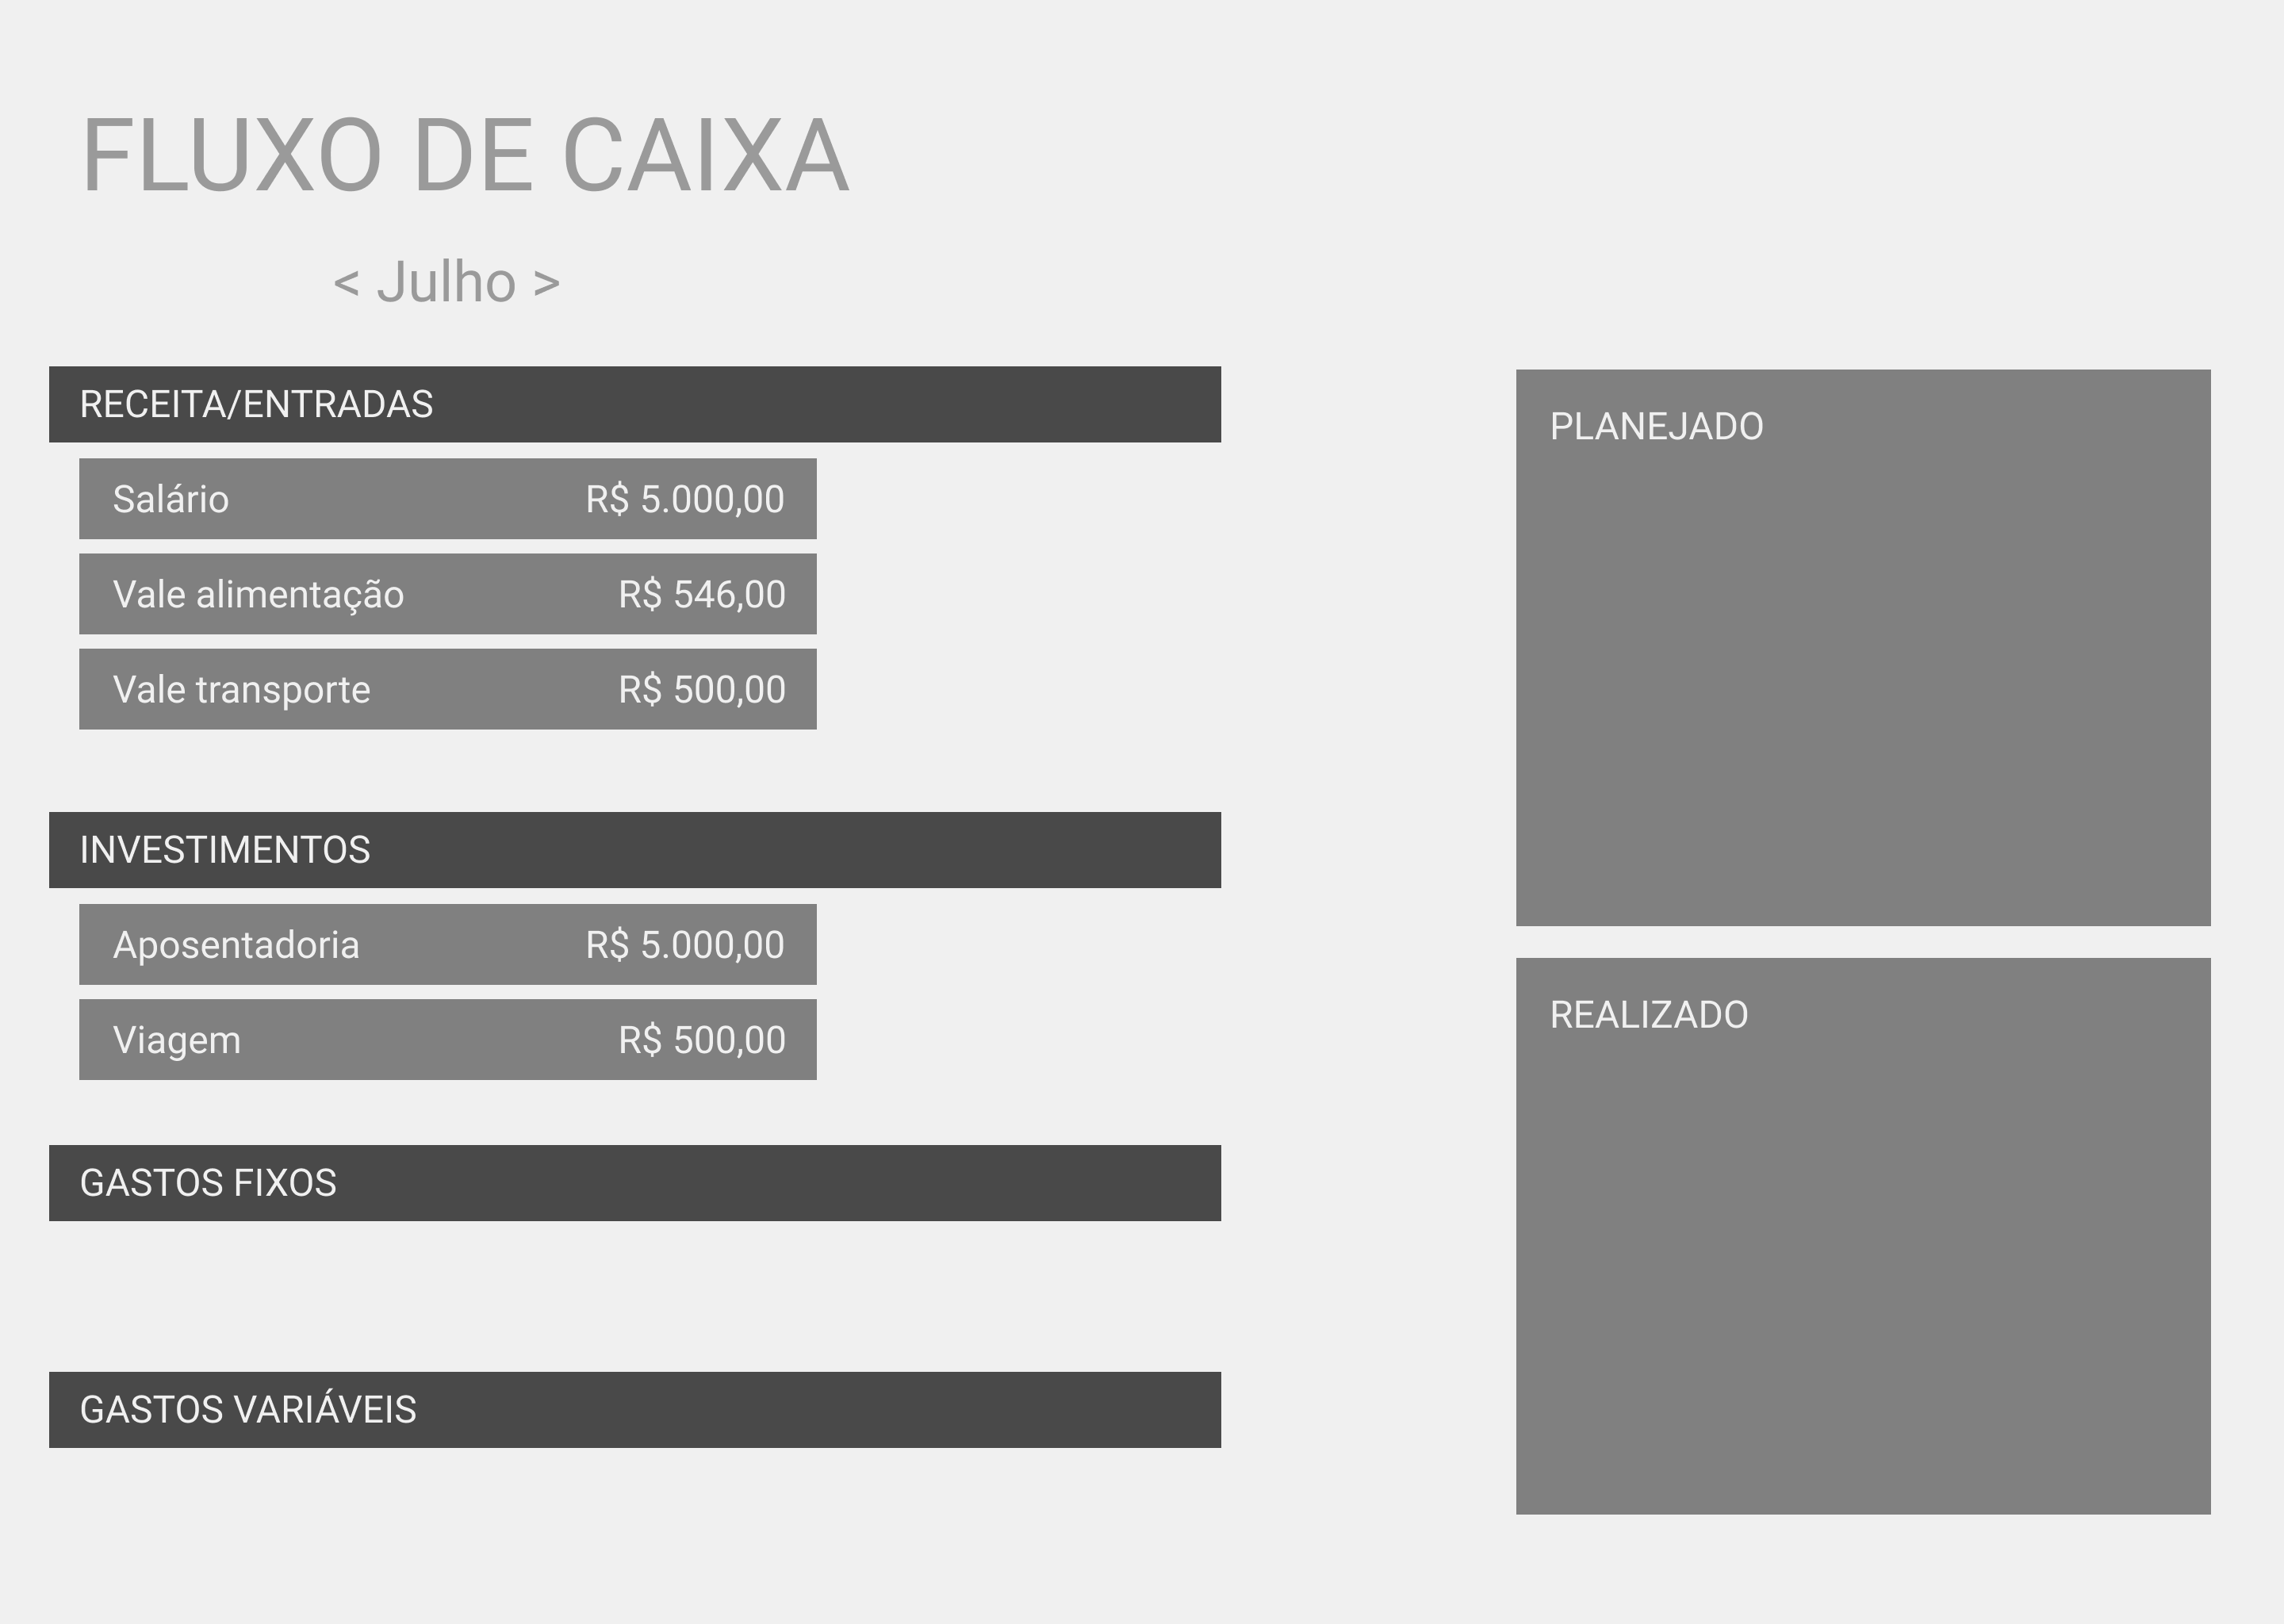 FLUXO DE CAIXA
< Julho >
RECEITA/ENTRADAS
Salário R$ 5.000,00
Vale alimentação R$ 546,00
Vale transporte R$ 500,00
INVESTIMENTOS
Aposentadoria R$ 5.000,00
Viagem R$ 500,00
GASTOS FIXOS
GASTOS VARIÁVEIS
PLANEJADO
REALIZADO